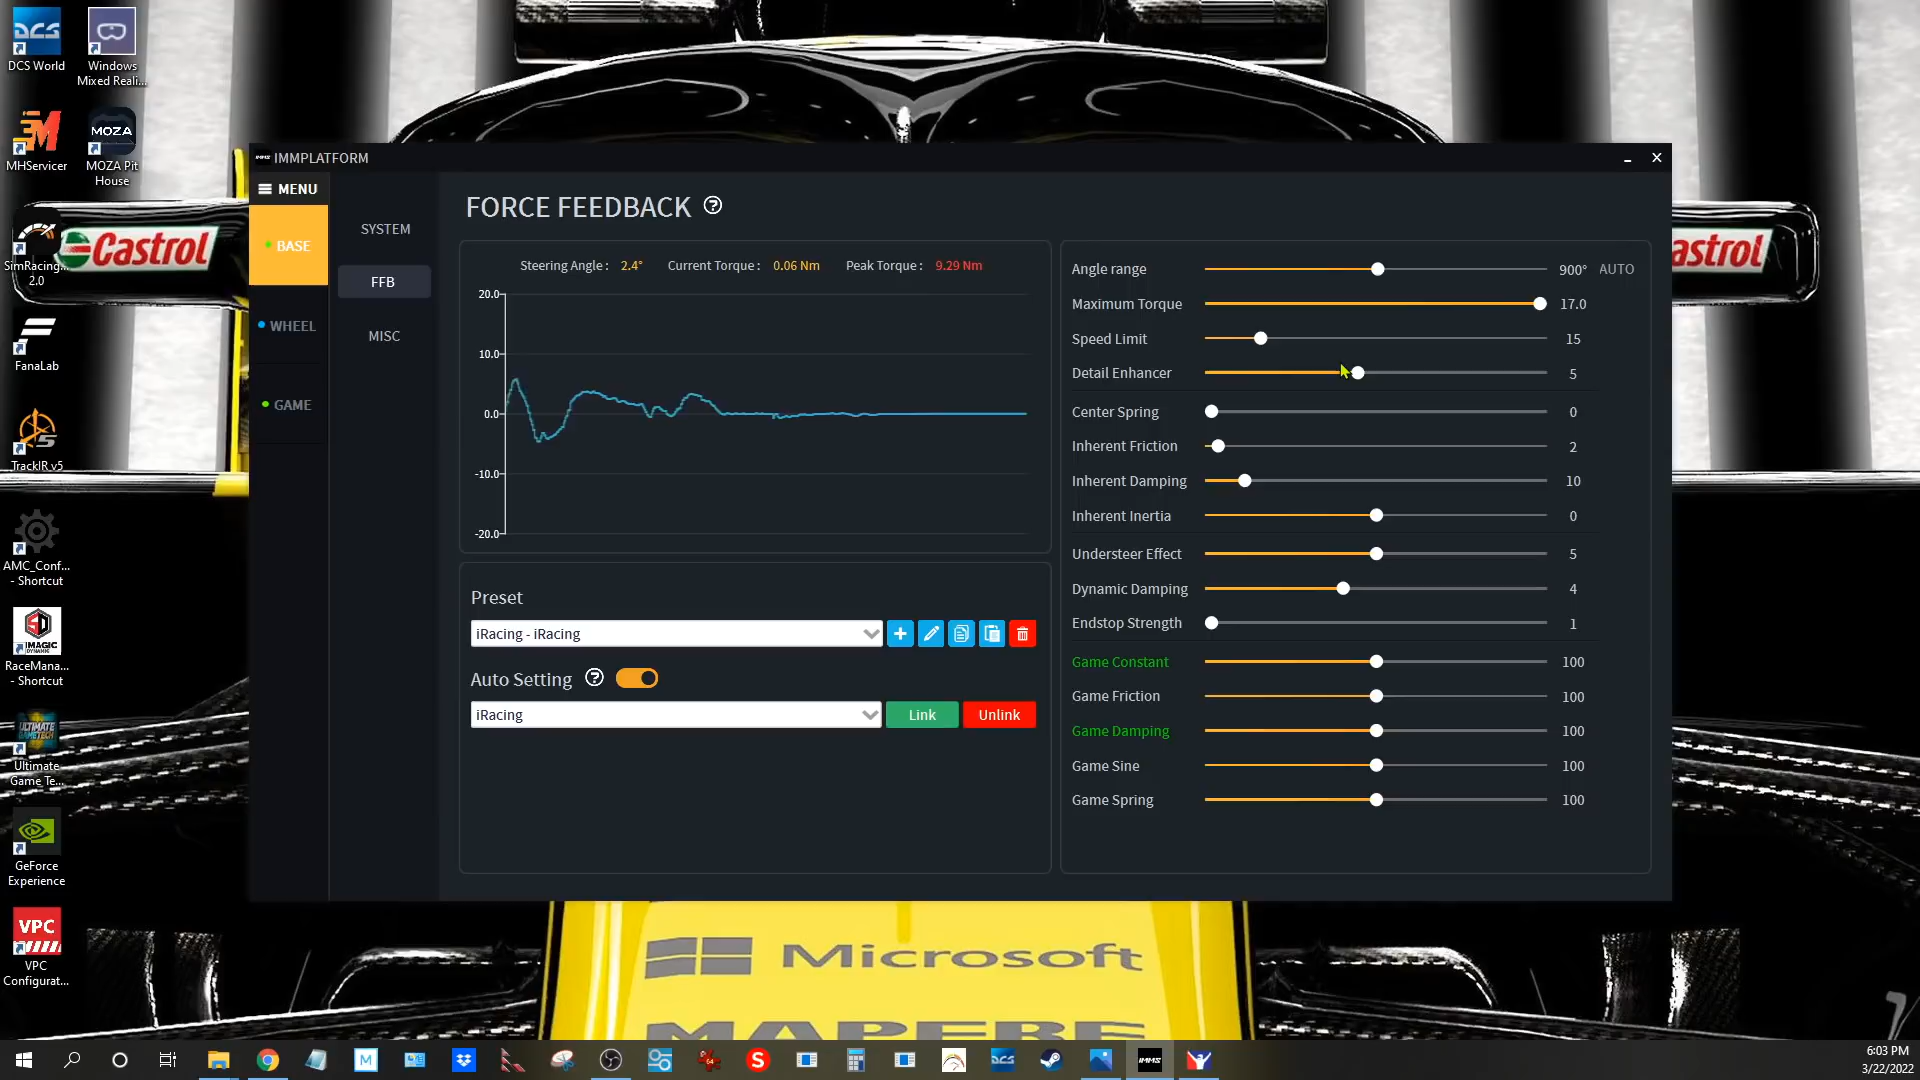 DCS
DCS World
Windows
Mixed Reali...
MHServicer
MOZA
MOZA Pit
House
SimRacing...
2.0
FanaLab
TrackIR v5
AMC_Conf...
- Shortcut
RaceMana...
- Shortcut
Ultimate
Game Te...
GeForce
Experience
VPC
VPC
Configurat...
Castrol
astrol
IMMPLATFORM
MENU
BASE
WHEEL
GAME
SYSTEM
FFB
MISC
FORCE FEEDBACK
Steering Angle : 2.4° Current Torque : 0.06 Nm Peak Torque : 9.29 Nm
20.0
10.0
0.0
-10.0
-20.0
Preset
iRacing - iRacing
Auto Setting
iRacing
Link
Unlink
Angle range 900° AUTO
Maximum Torque 17.0
Speed Limit 15
Detail Enhancer 5
Center Spring 0
Inherent Friction 2
Inherent Damping 10
Inherent Inertia 0
Understeer Effect 5
Dynamic Damping 4
Endstop Strength 1
Game Constant 100
Game Friction 100
Game Damping 100
Game Sine 100
Game Spring 100
Microsoft
6:03 PM
3/22/2022